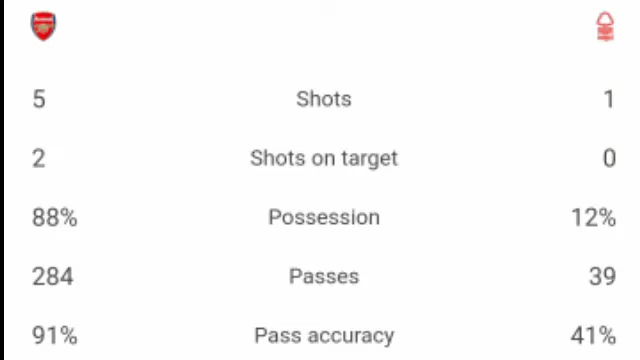 5 Shots 1
2 Shots on target 0
88% Possession 12%
284 Passes 39
91% Pass accuracy 41%